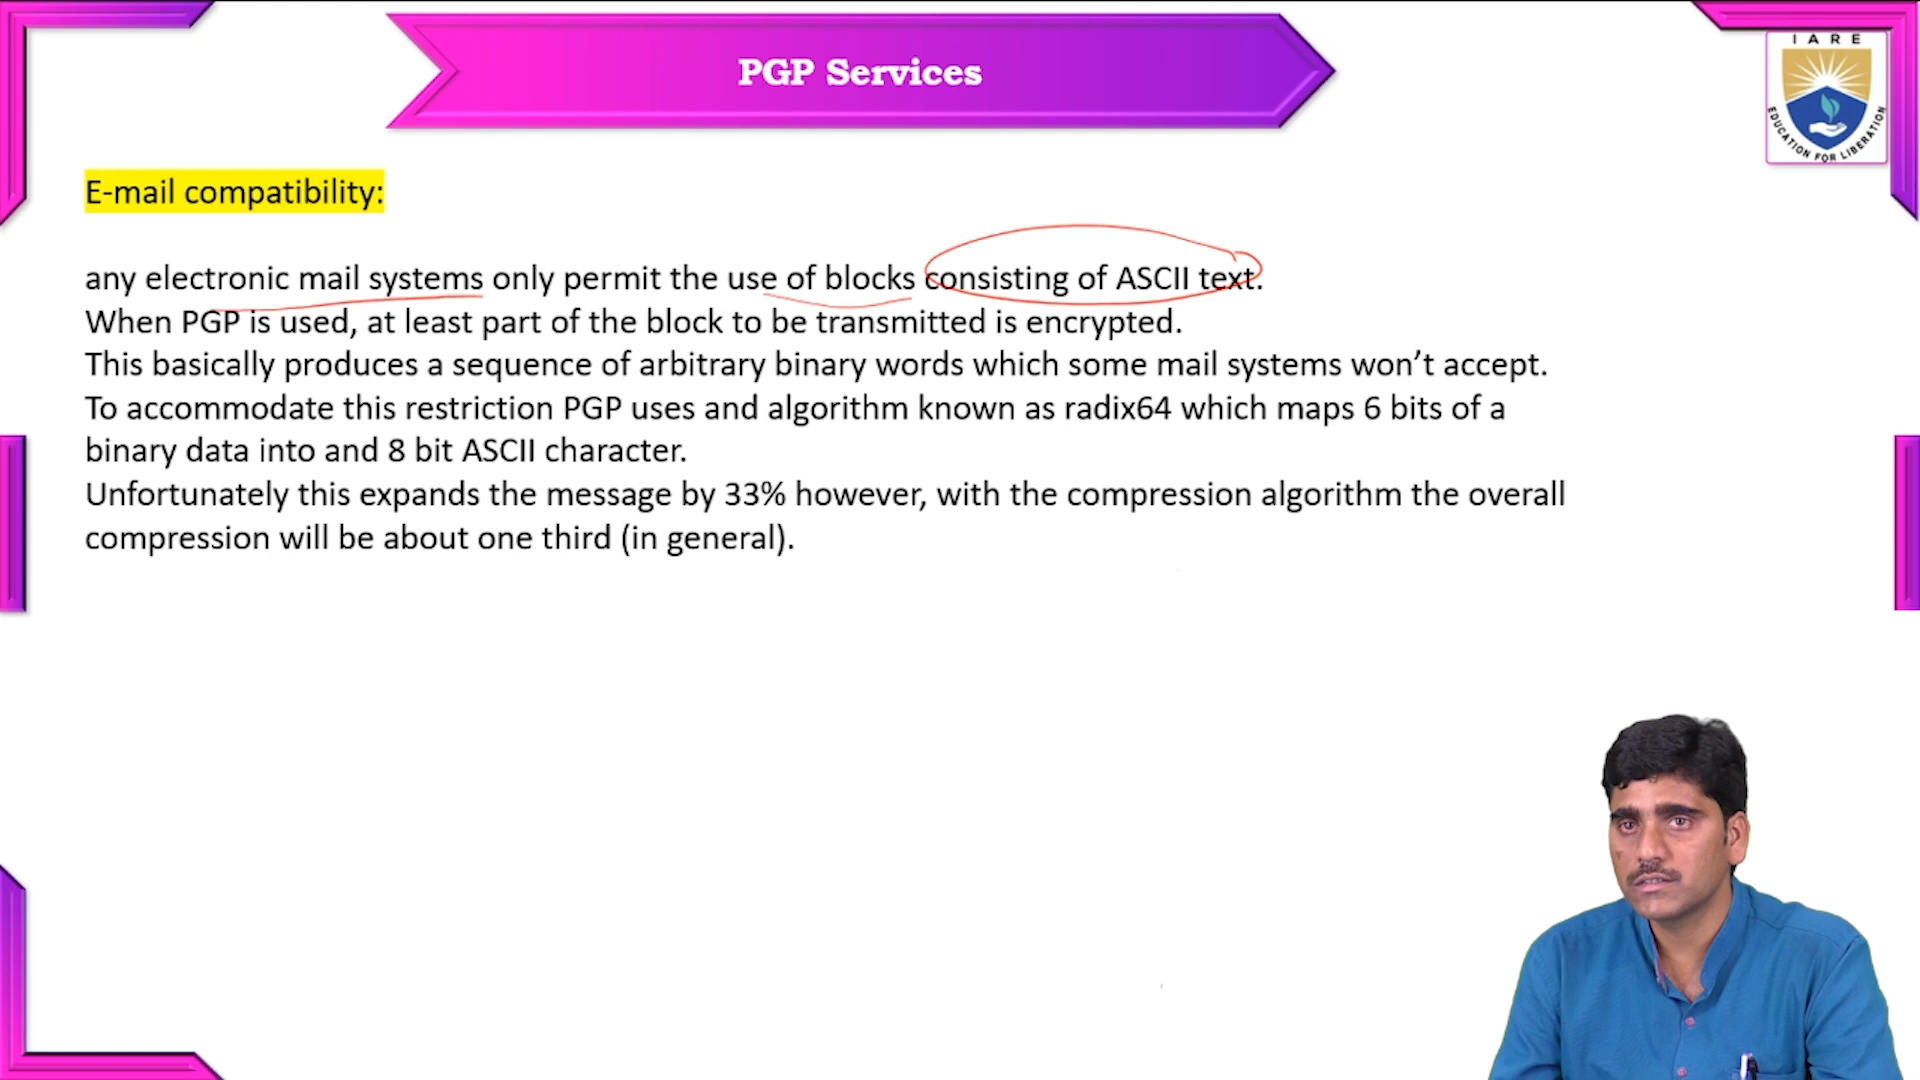 PGP Services
IARE
EDUCATION FOR LIBERATION
E-mail compatibility:
any electronic mail systems only permit the use of blocks consisting of ASCII text.
When PGP is used, at least part of the block to be transmitted is encrypted.
This basically produces a sequence of arbitrary binary words which some mail systems won’t accept.
To accommodate this restriction PGP uses and algorithm known as radix64 which maps 6 bits of a
binary data into and 8 bit ASCII character.
Unfortunately this expands the message by 33% however, with the compression algorithm the overall
compression will be about one third (in general).